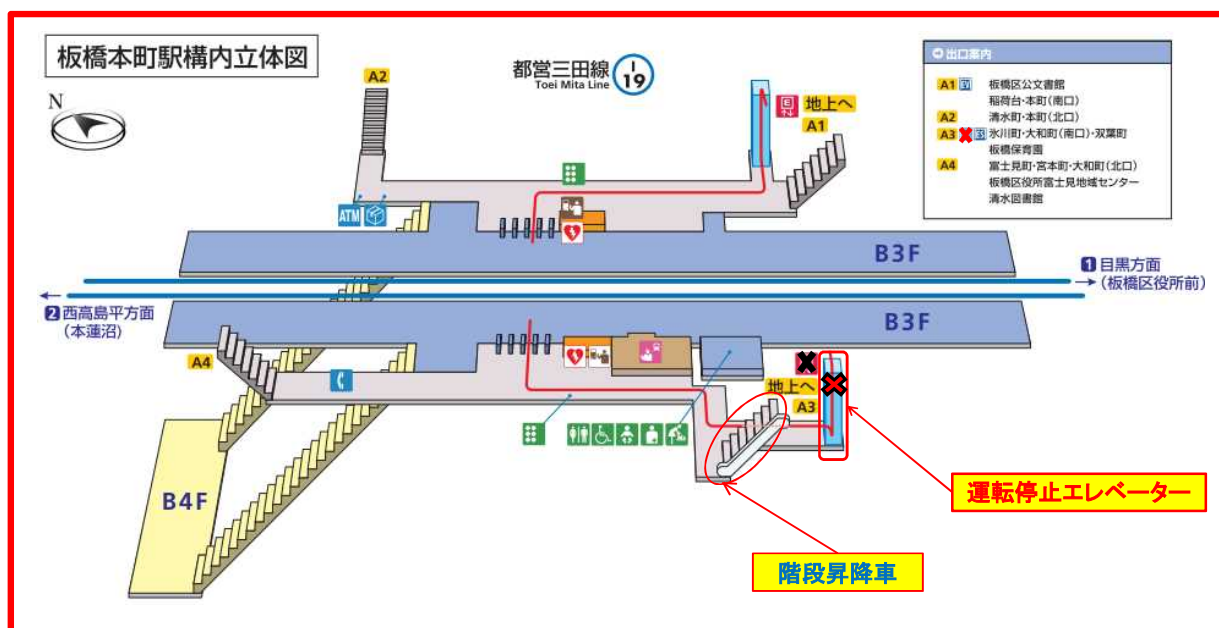 板橋本町駅構内立体図
N
都営三田線
Toei Mita Line
I
19
A2
地上へ
A1
出口案内
A1 板橋区公文書館
稲荷台・本町(南口)
A2 清水町・本町(北口)
A3 氷川町・大和町(南口)・双葉町
板橋保育園
A4 富士見町・宮本町・大和町(北口)
板橋区役所富士見地域センター
清水図書館
ATM
B3F
1 目黒方面
(板橋区役所前)
2 西高島平方面
(本蓮沼)
B3F
A4
地上へ
A3
B4F
運転停止エレベーター
階段昇降車